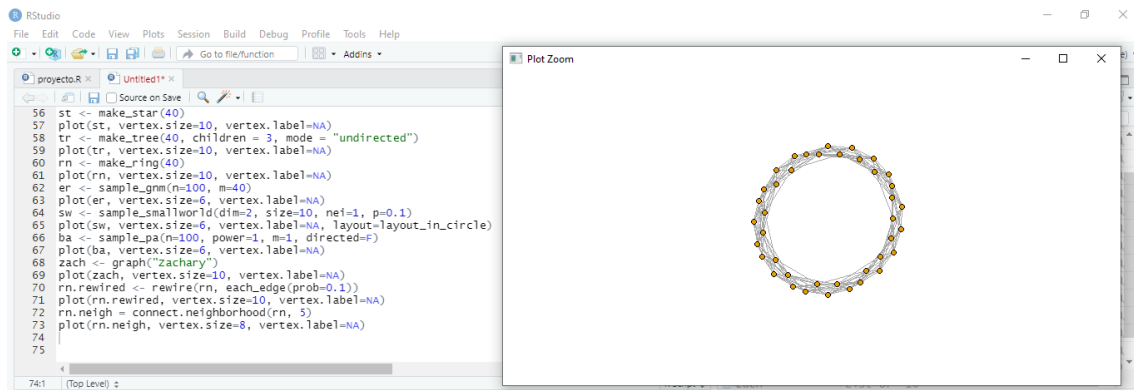 RStudio
File Edit Code View Plots Session Build Debug Profile Tools Help
Go to file/function Addins
proyecto.R Untitled1*
Source on Save
Plot Zoom
56 st <- make_star(40)
57 plot(st, vertex.size=10, vertex.label=NA)
58 tr <- make_tree(40, children = 3, mode = "undirected")
59 plot(tr, vertex.size=10, vertex.label=NA)
60 rn <- make_ring(40)
61 plot(rn, vertex.size=10, vertex.label=NA)
62 er <- sample_gnm(n=100, m=40)
63 plot(er, vertex.size=6, vertex.label=NA)
64 sw <- sample_smallworld(dim=2, size=10, nei=1, p=0.1)
65 plot(sw, vertex.size=6, vertex.label=NA, layout=layout_in_circle)
66 ba <- sample_pa(n=100, power=1, m=1, directed=F)
67 plot(ba, vertex.size=6, vertex.label=NA)
68 zach <- graph("Zachary")
69 plot(zach, vertex.size=10, vertex.label=NA)
70 rn.rewired <- rewire(rn, each_edge(prob=0.1))
71 plot(rn.rewired, vertex.size=10, vertex.label=NA)
72 rn.neigh = connect.neighborhood(rn, 5)
73 plot(rn.neigh, vertex.size=8, vertex.label=NA)
74
75
74:1 (Top Level)